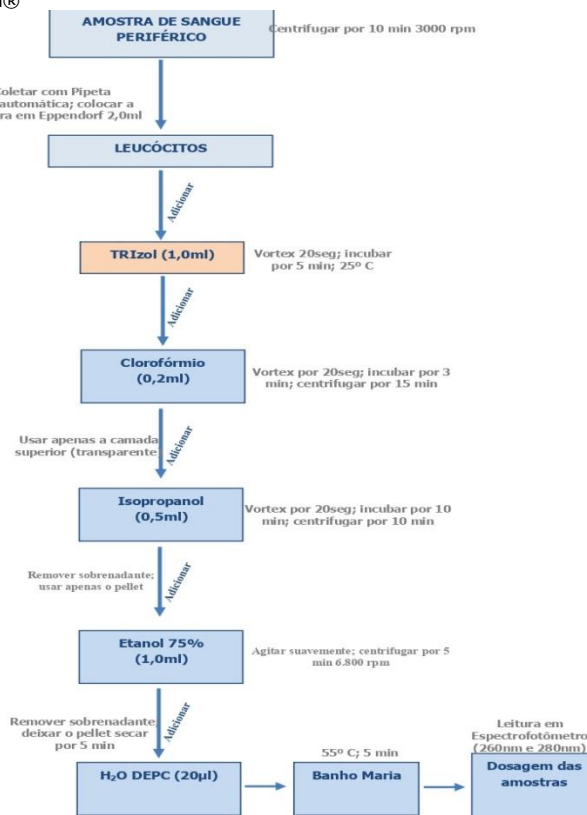 AMOSTRA DE SANGUE
PERIFÉRICO
Centrifugar por 10 min 3000 rpm
Coletar com Pipeta
automática; colocar a
em Eppendorf 2,0ml
LEUCÓCITOS
Adicionar
TRIzol (1,0ml)
Vortex 20seg; incubar
por 5 min; 25º C
Adicionar
Clorofórmio
(0,2ml)
Vortex por 20seg; incubar por 3
min; centrifugar por 15 min
Usar apenas a camada
superior (transparente
Adicionar
Isopropanol
(0,5ml)
Vortex por 20seg; incubar por 10
min; centrifugar por 10 min
Remover sobrenadante;
usar apenas o pellet
Adicionar
Etanol 75%
(1,0ml)
Agitar suavemente; centrifugar por 5
min 6.800 rpm
Remover sobrenadante,
deixar o pellet secar
por 5 min
Adicionar
H₂O DEPC (20µl)
55º C; 5 min
Banho Maria
Leitura em
Espectrofotômetro
(260nm e 280nm)
Dosagem das
amostras